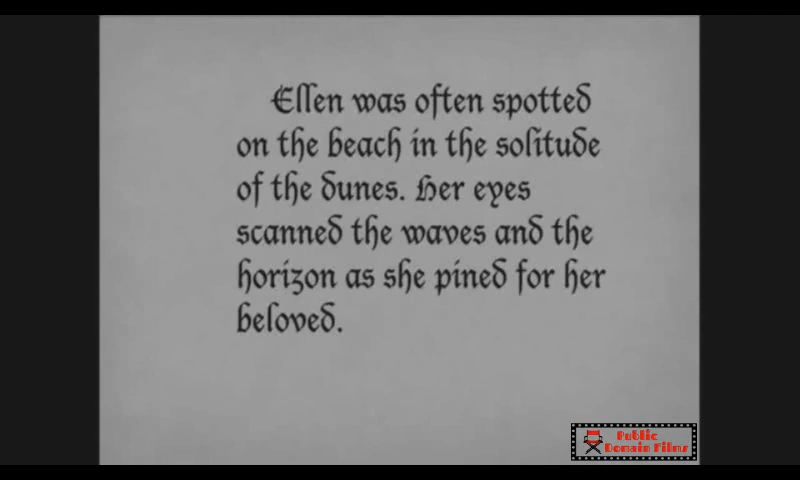 Ellen was often spotted
on the beach in the solitude
of the dunes. Her eyes
scanned the waves and the
horizon as she pined for her
beloved.
Public
Domain Films